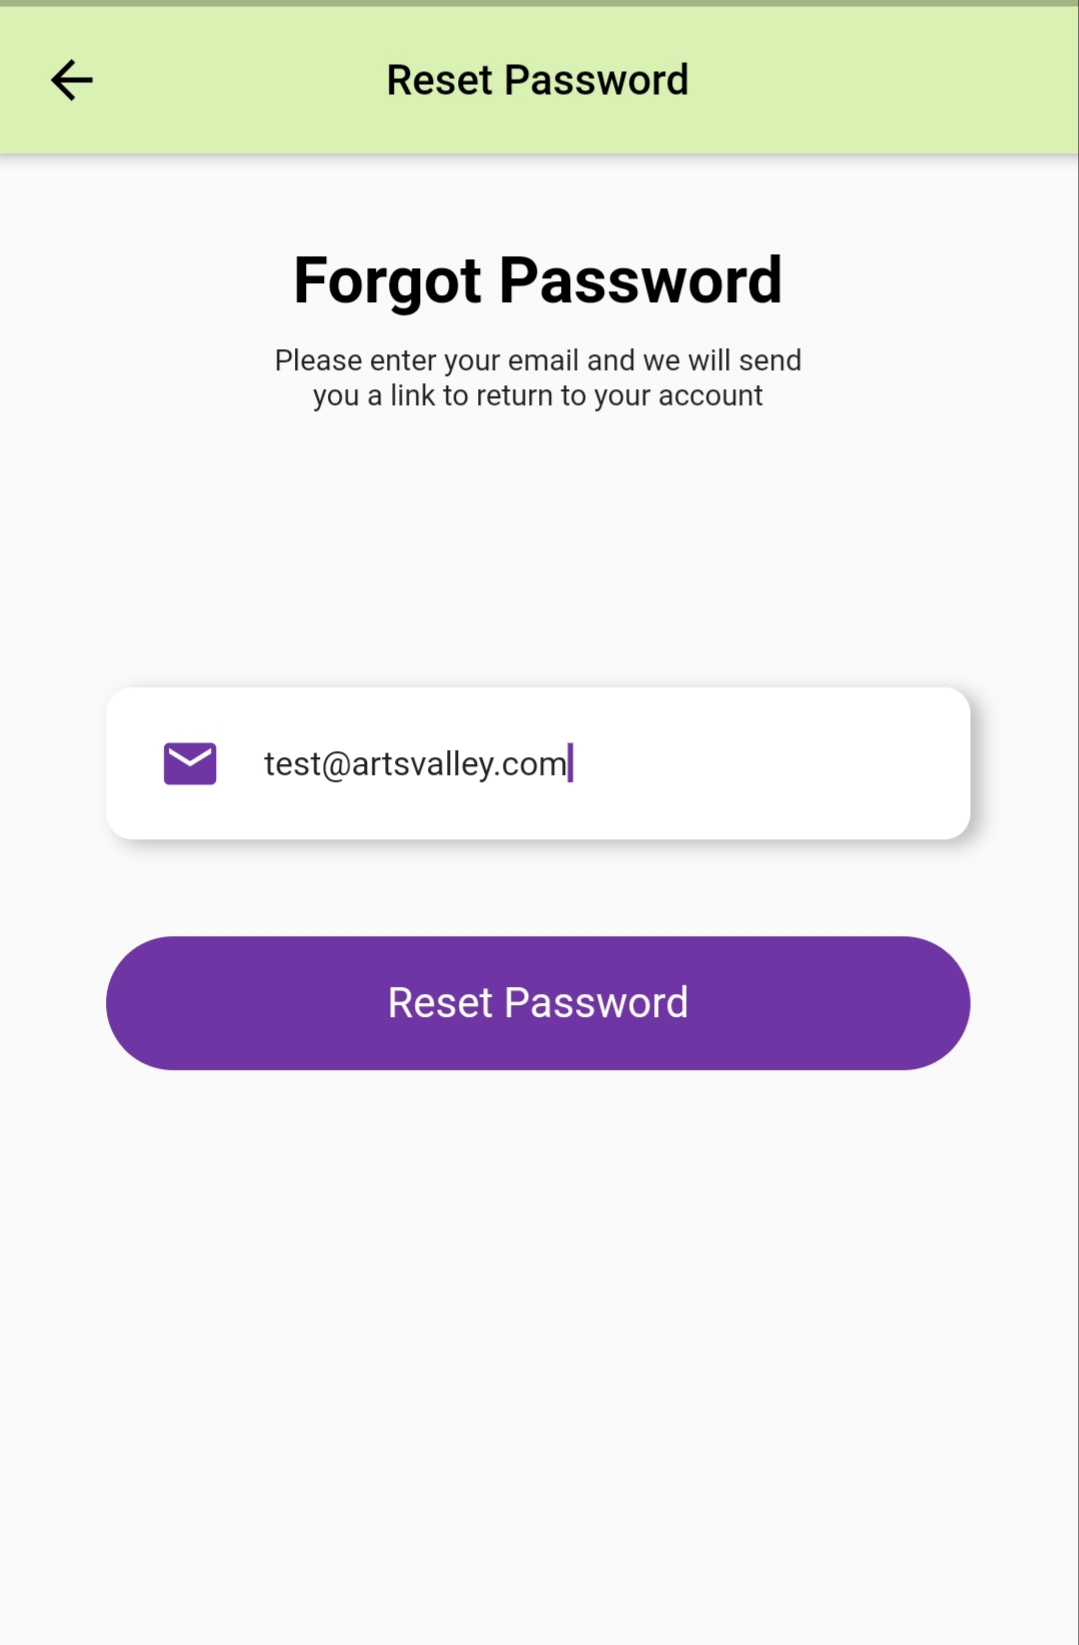 Reset Password
Forgot Password
Please enter your email and we will send
you a link to return to your account
test@artsvalley.com
Reset Password